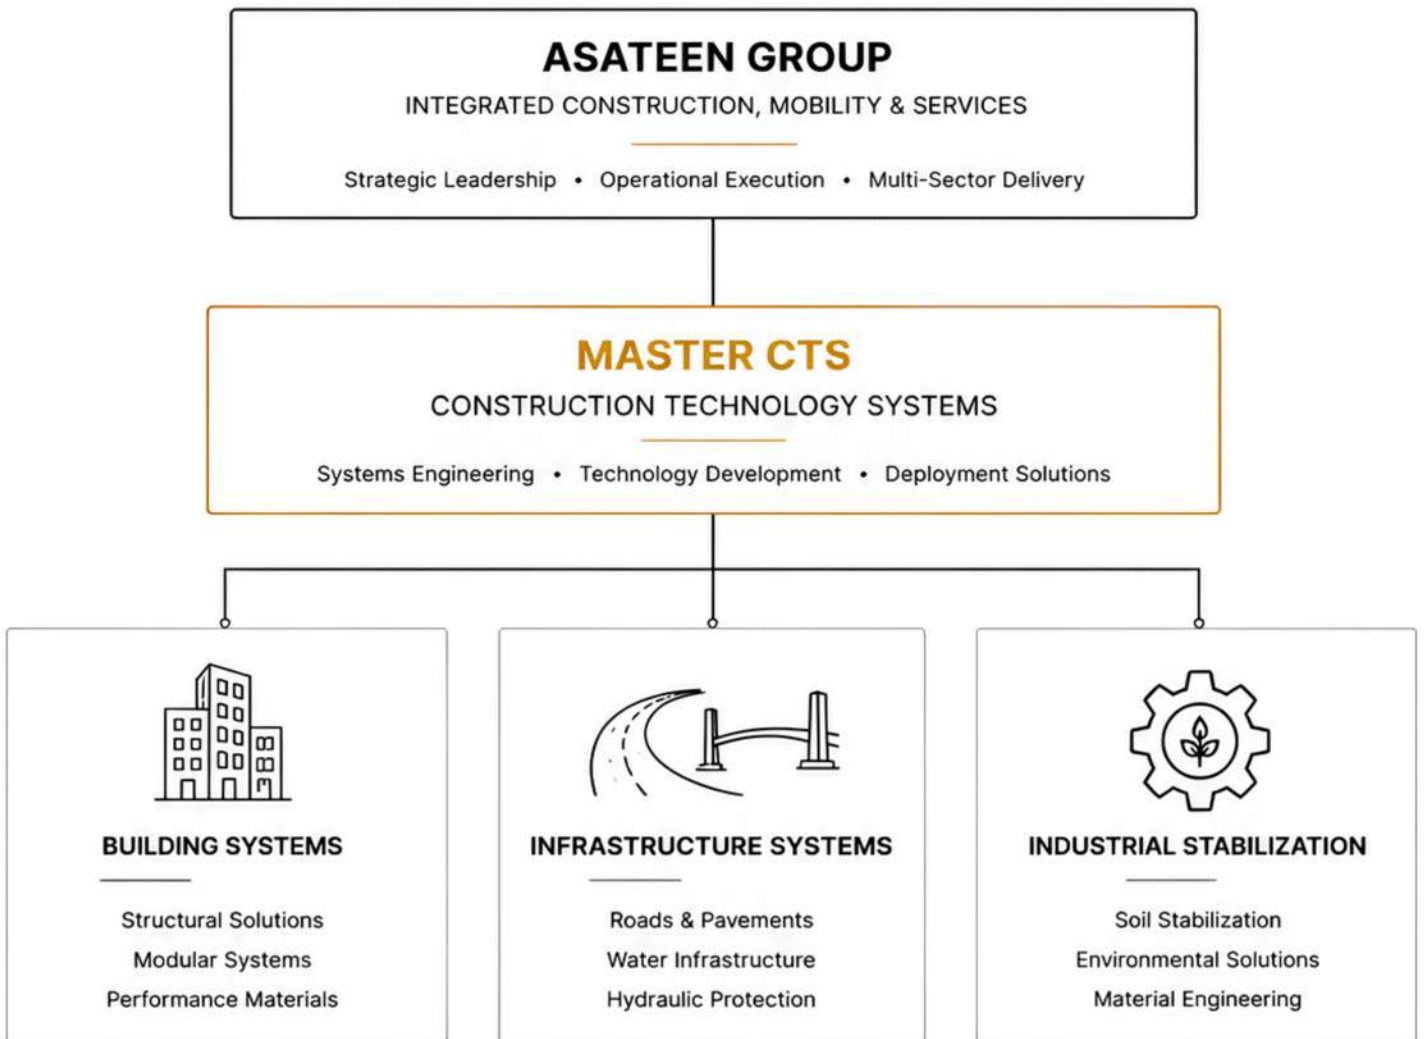 ASATEEN GROUP
INTEGRATED CONSTRUCTION, MOBILITY & SERVICES
Strategic Leadership • Operational Execution • Multi-Sector Delivery
MASTER CTS
CONSTRUCTION TECHNOLOGY SYSTEMS
Systems Engineering • Technology Development • Deployment Solutions
BUILDING SYSTEMS
Structural Solutions
Modular Systems
Performance Materials
INFRASTRUCTURE SYSTEMS
Roads & Pavements
Water Infrastructure
Hydraulic Protection
INDUSTRIAL STABILIZATION
Soil Stabilization
Environmental Solutions
Material Engineering